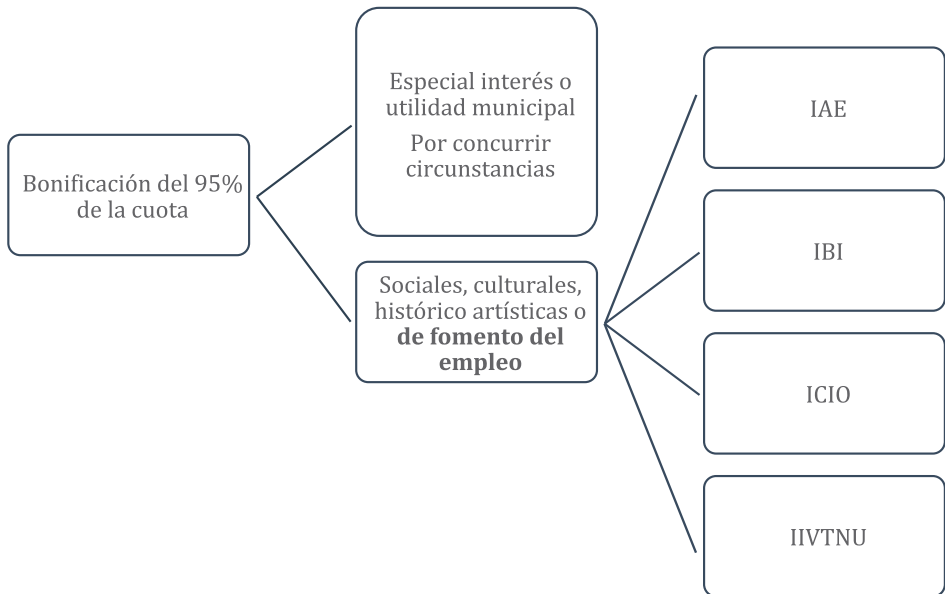 Bonificación del 95%
de la cuota
Especial interés o
utilidad municipal
Por concurrir
circunstancias
Sociales, culturales,
histórico artísticas o
de fomento del
empleo
IAE
IBI
ICIO
IIVTNU